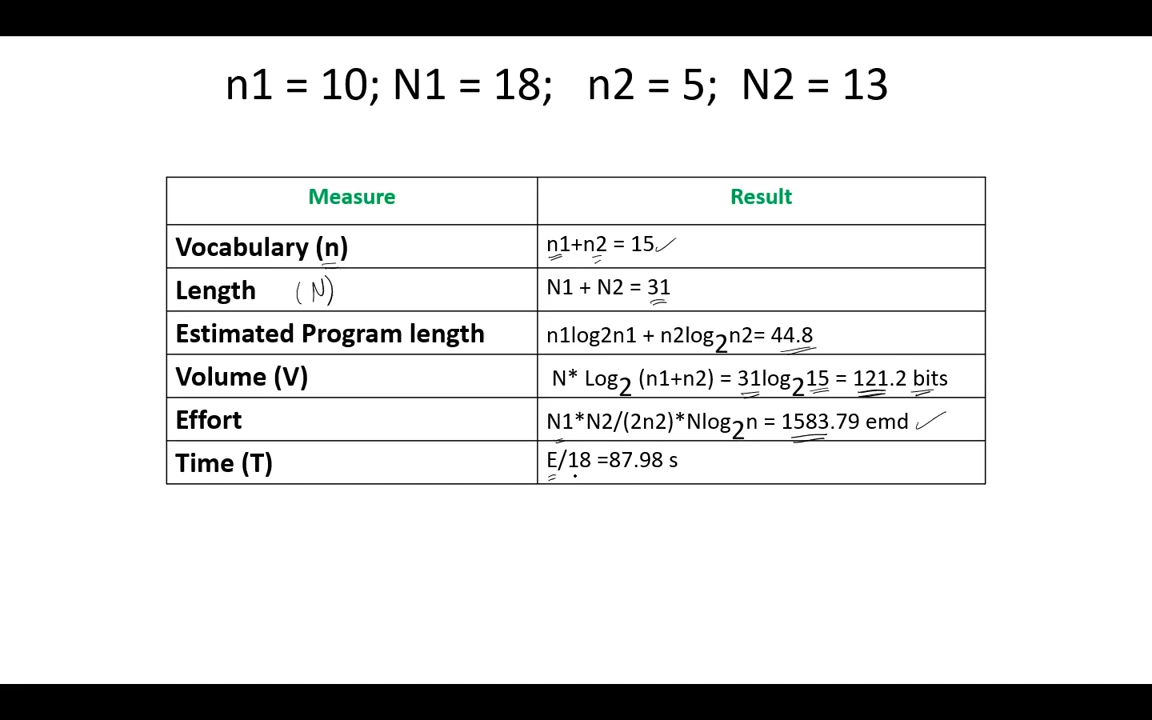 n1 = 10; N1 = 18; n2 = 5; N2 = 13
Measure Result
Vocabulary (n) n1+n2 = 15
Length (N) N1 + N2 = 31
Estimated Program length n1log2n1 + n2log2n2= 44.8
Volume (V) N* Log2 (n1+n2) = 31log215 = 121.2 bits
Effort N1*N2/(2n2)*Nlog2n = 1583.79 emd
Time (T) E/18 =87.98 s